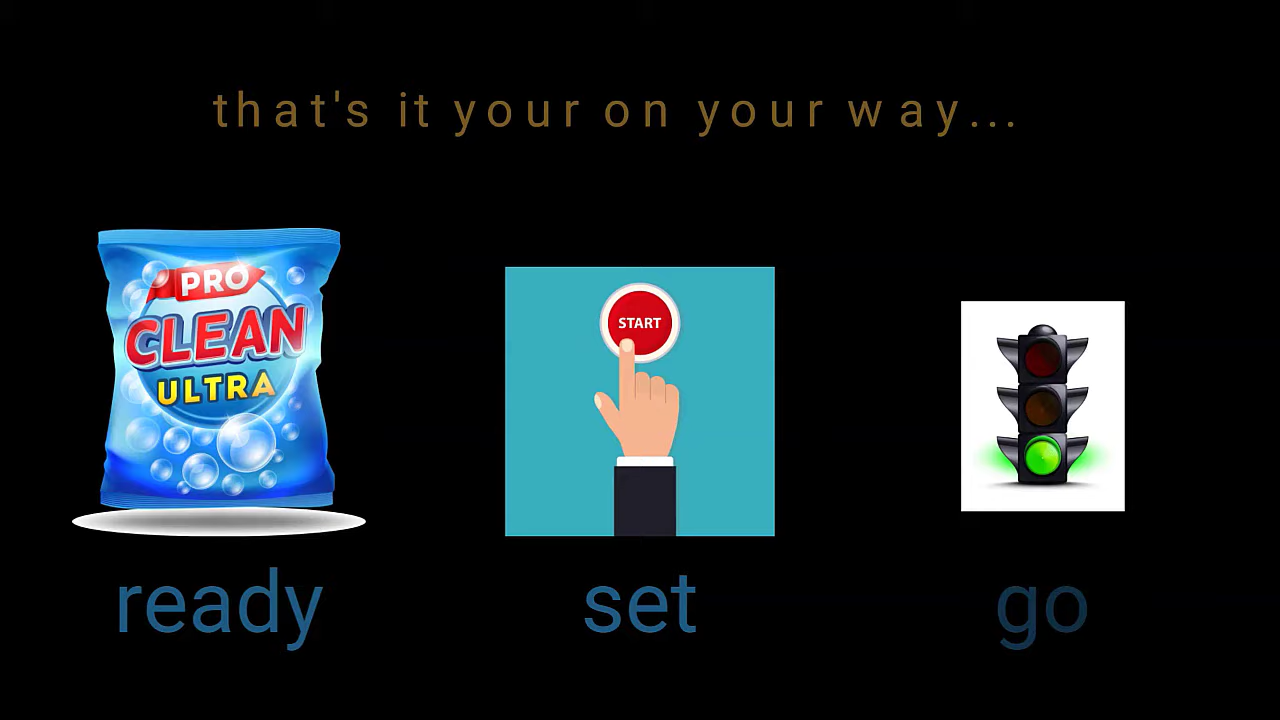 that's it your on your way...
PRO
CLEAN
ULTRA
START
ready set go